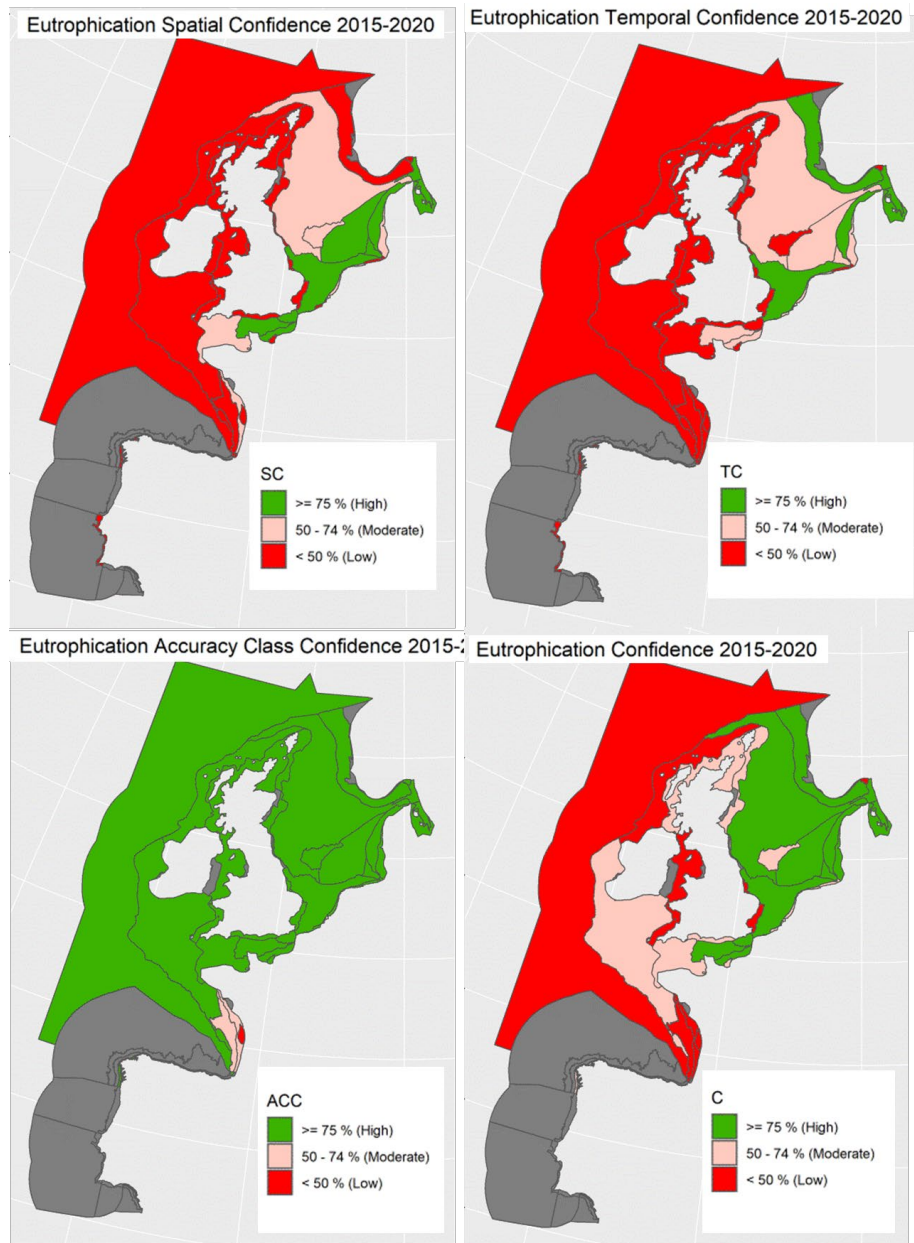 Eutrophication Spatial Confidence 2015-2020
SC
>= 75 % (High)
50 - 74 % (Moderate)
< 50 % (Low)
Eutrophication Temporal Confidence 2015-2020
TC
>= 75 % (High)
50 - 74 % (Moderate)
< 50 % (Low)
Eutrophication Accuracy Class Confidence 2015-
ACC
>= 75 % (High)
50 - 74 % (Moderate)
< 50 % (Low)
Eutrophication Confidence 2015-2020
C
>= 75 % (High)
50 - 74 % (Moderate)
< 50 % (Low)